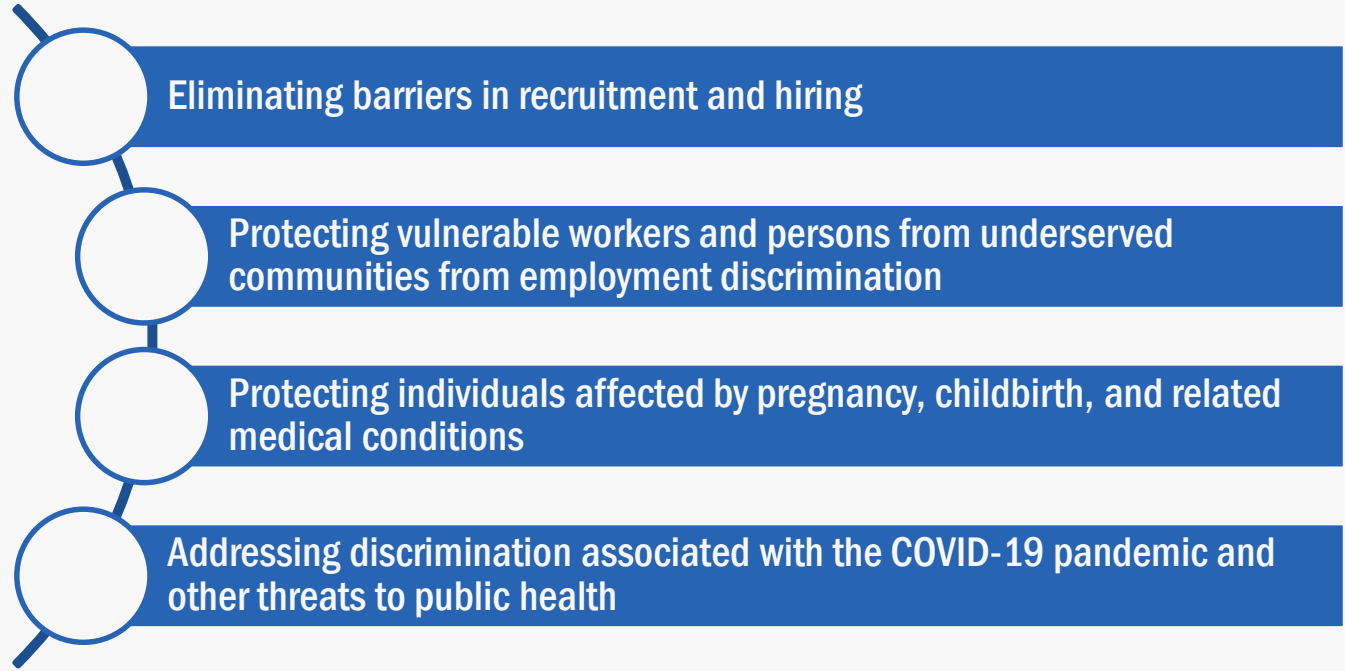 Eliminating barriers in recruitment and hiring
Protecting vulnerable workers and persons from underserved
communities from employment discrimination
Protecting individuals affected by pregnancy, childbirth, and related
medical conditions
Addressing discrimination associated with the COVID-19 pandemic and
other threats to public health